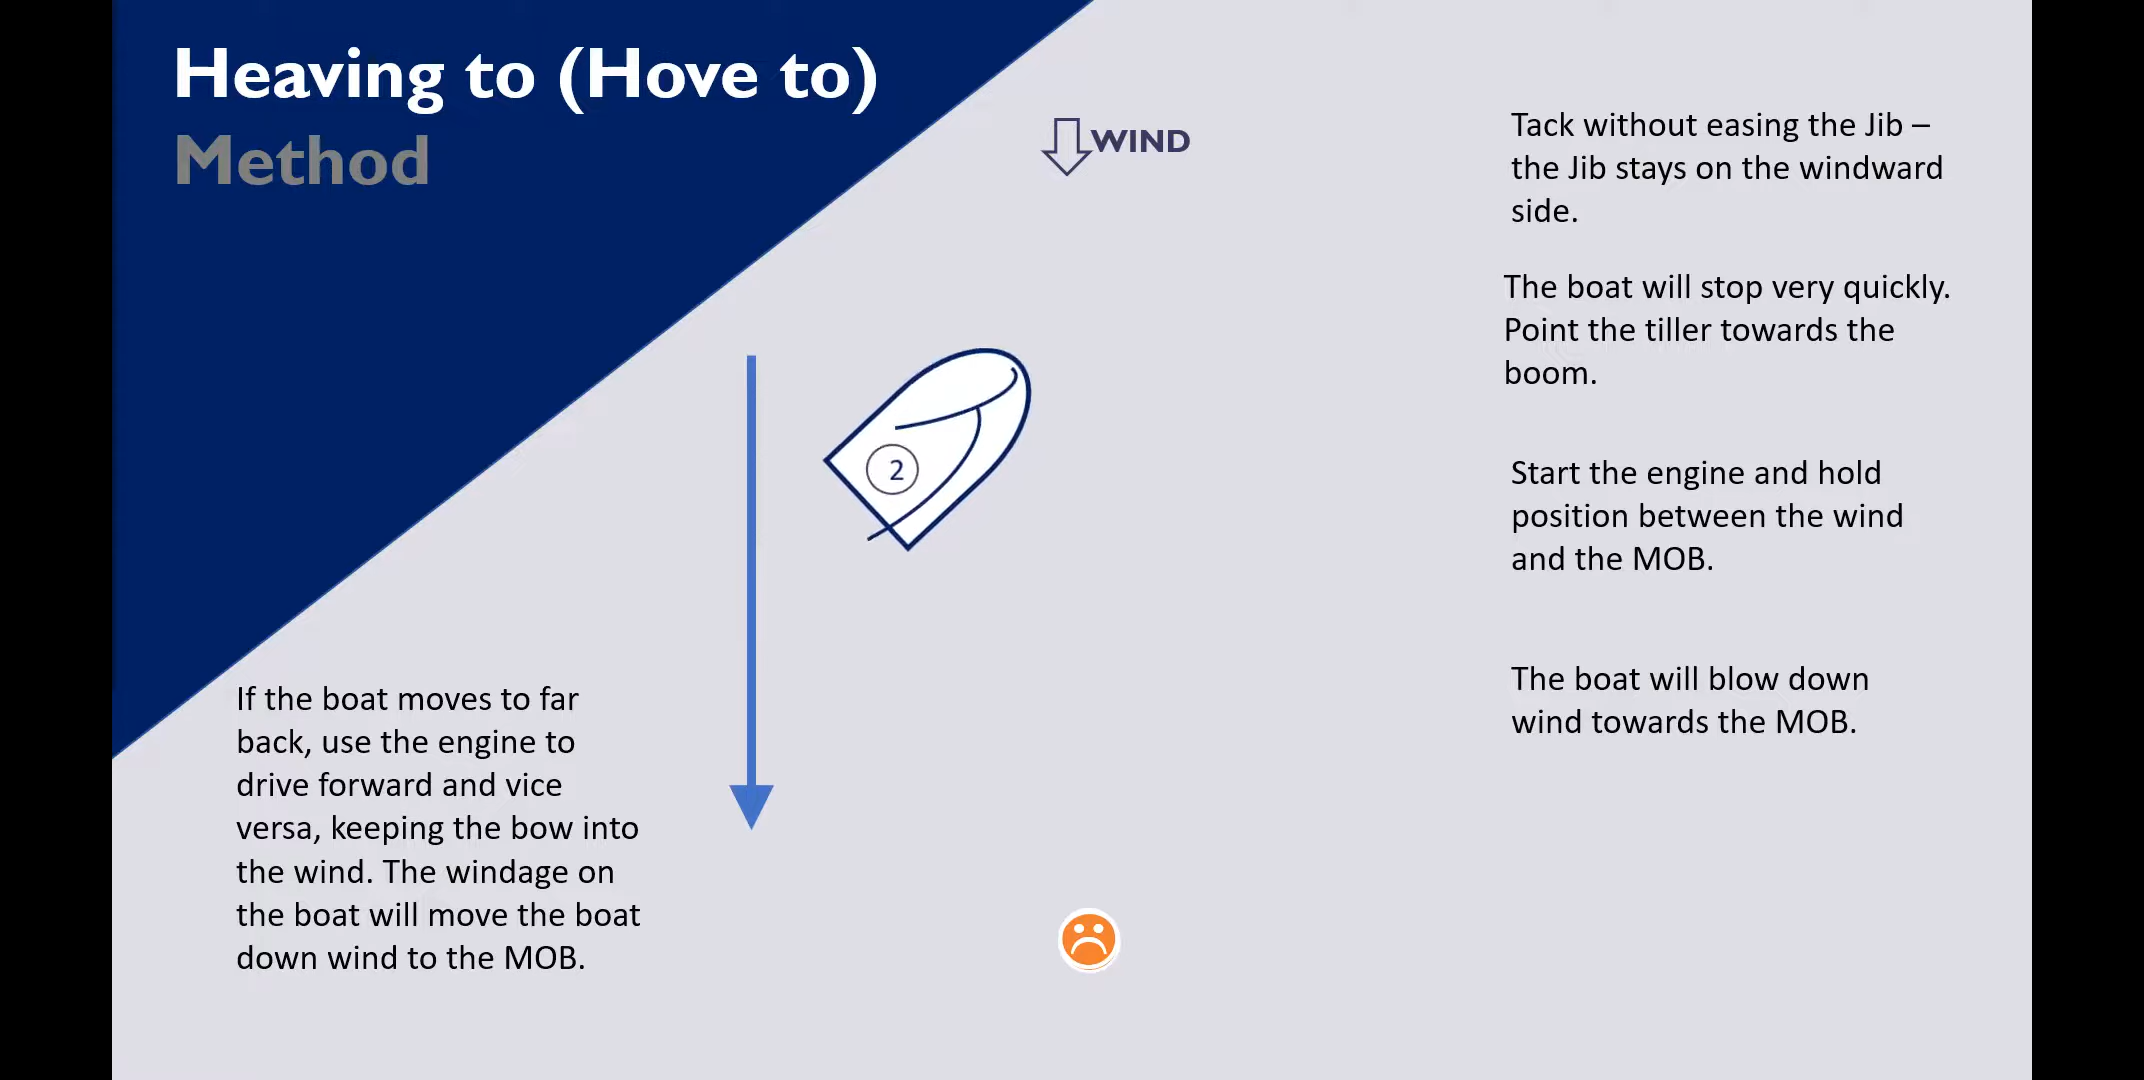 Heaving to (Hove to)
Method
WIND
Tack without easing the Jib –
the Jib stays on the windward
side.
The boat will stop very quickly.
Point the tiller towards the
boom.
2
Start the engine and hold
position between the wind
and the MOB.
The boat will blow down
wind towards the MOB.
If the boat moves to far
back, use the engine to
drive forward and vice
versa, keeping the bow into
the wind. The windage on
the boat will move the boat
down wind to the MOB.